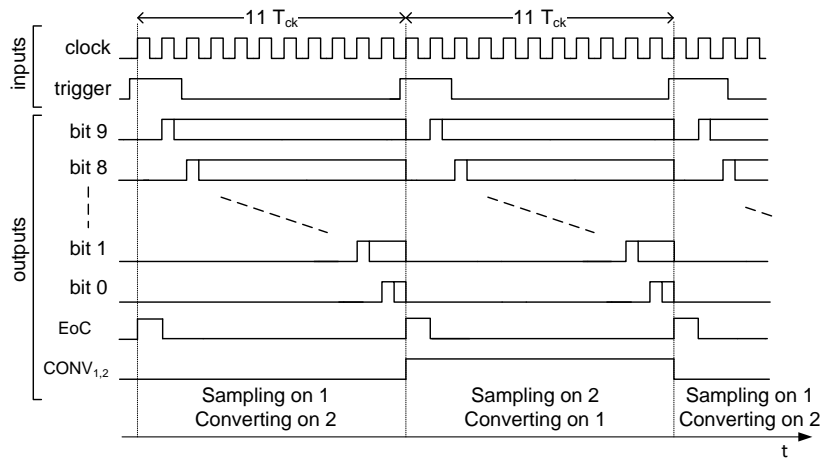 11 Tck 11 Tck
inputs
clock
trigger
outputs
bit 9
bit 8
bit 1
bit 0
EoC
CONV1,2
Sampling on 1 Sampling on 2 Sampling on 1
Converting on 2 Converting on 1 Converting on 2
t